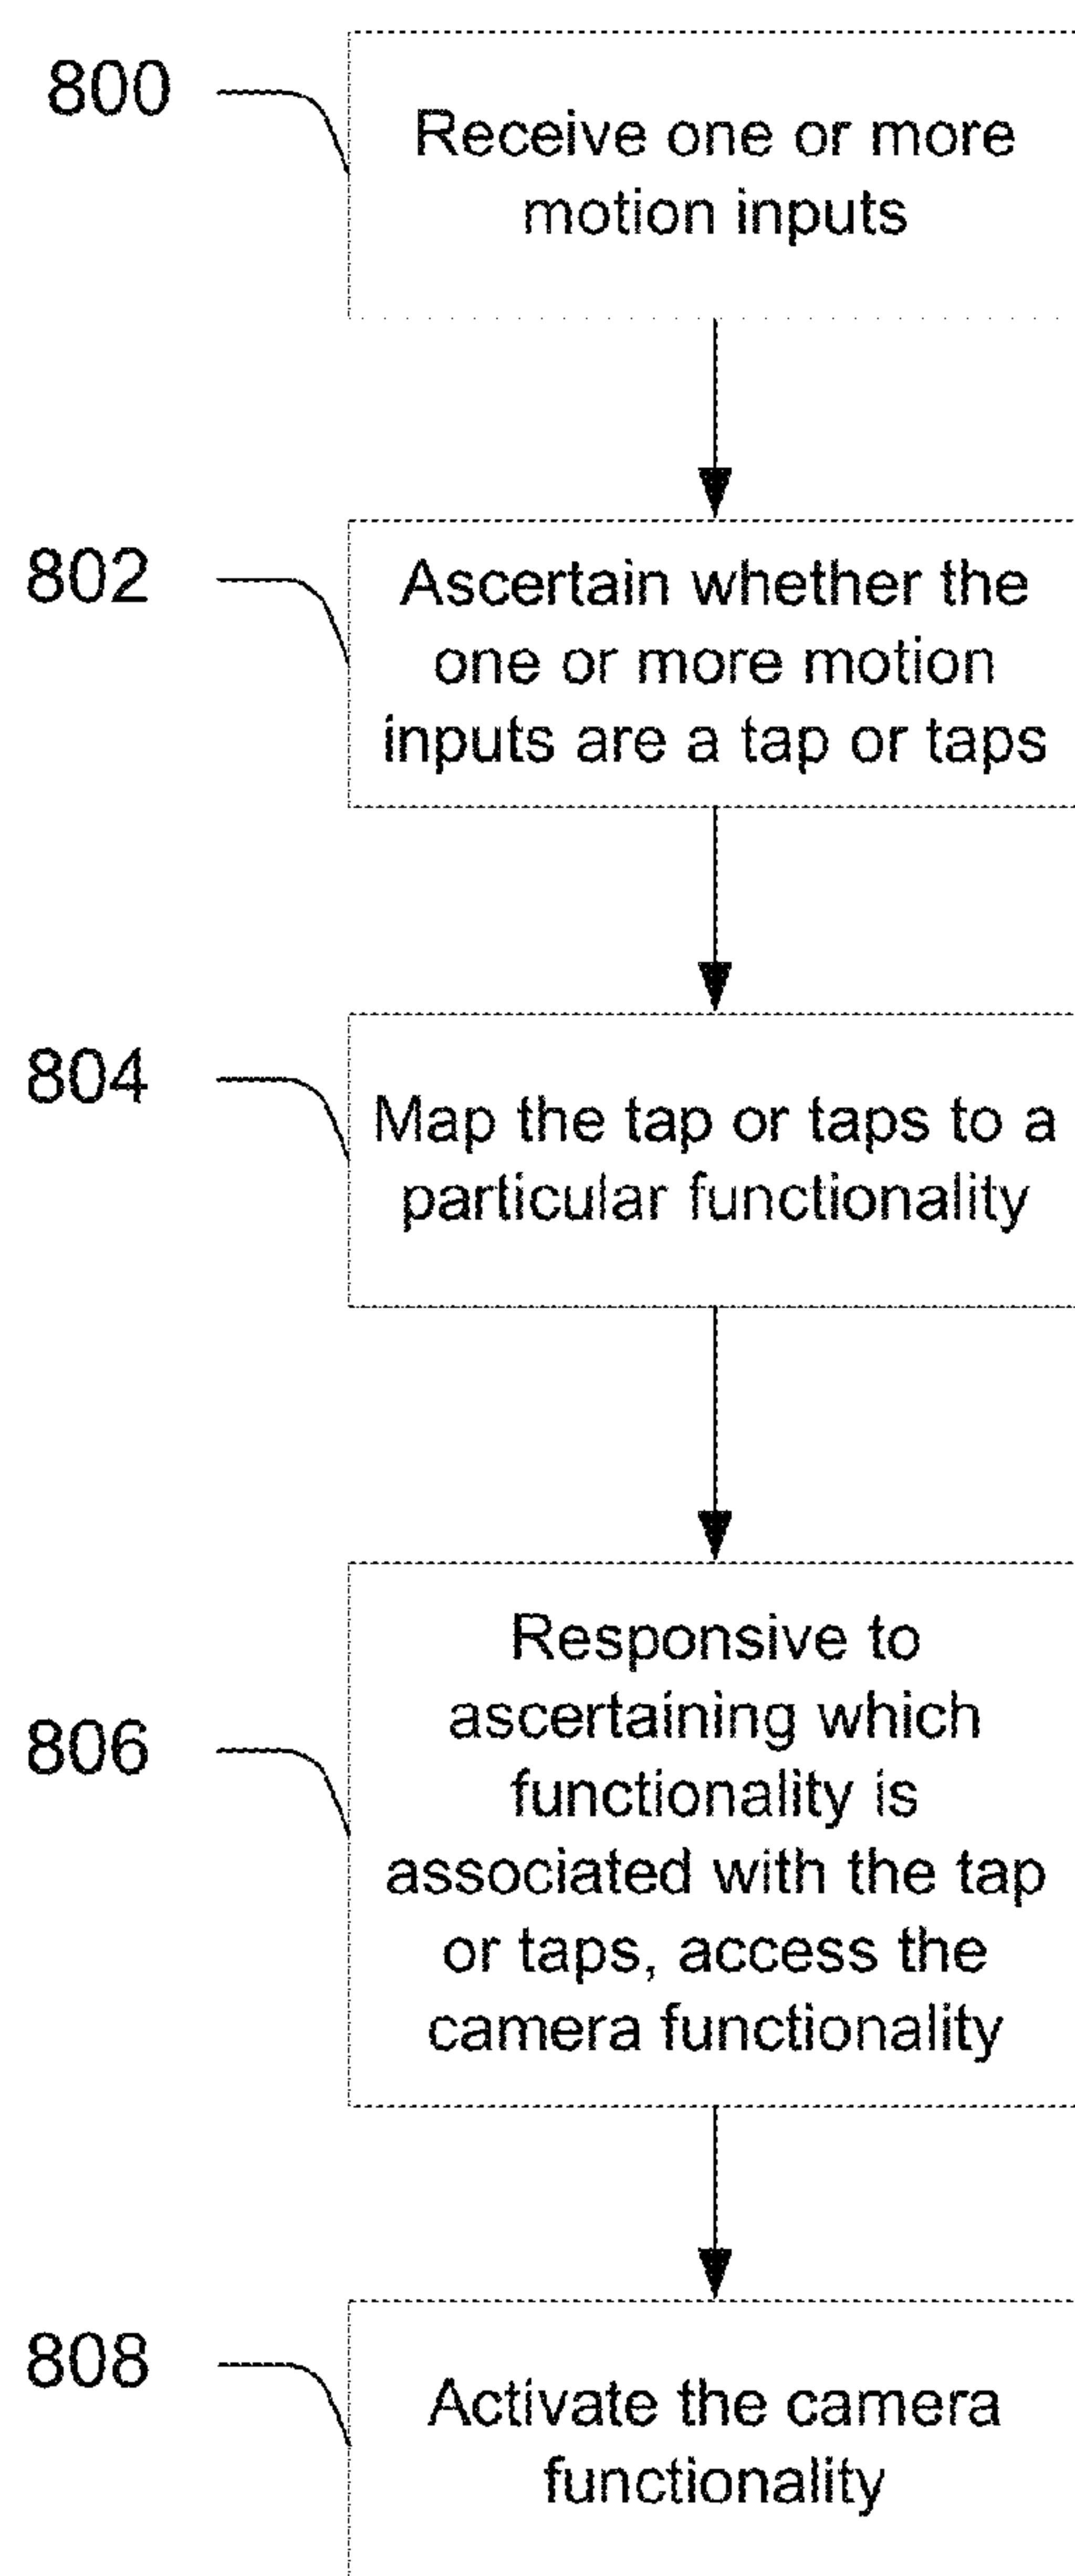 800
Receive one or more
motion inputs
802
Ascertain whether the
one or more motion
inputs are a tap or taps
804
Map the tap or taps to a
particular functionality
806
Responsive to
ascertaining which
functionality is
associated with the tap
or taps, access the
camera functionality
808
Activate the camera
functionality